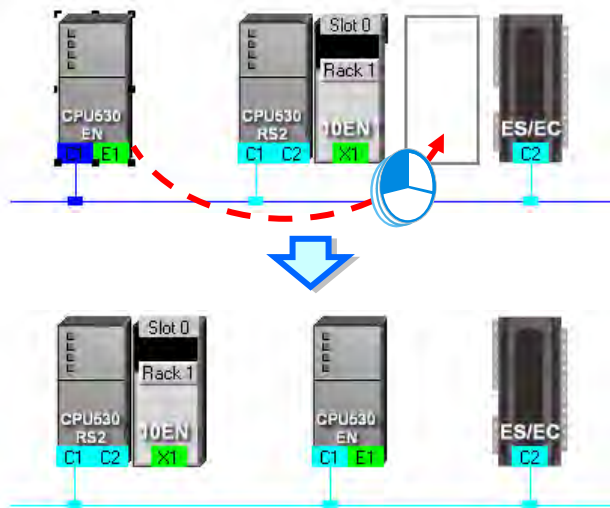 CPU530
EN
C1 E1
CPU530
RS2
C1 C2
Slot 0
Rack 1
10EN
X1
ES/EC
C2
CPU530
RS2
C1 C2
Slot 0
Rack 1
10EN
X1
CPU530
EN
C1 E1
ES/EC
C2